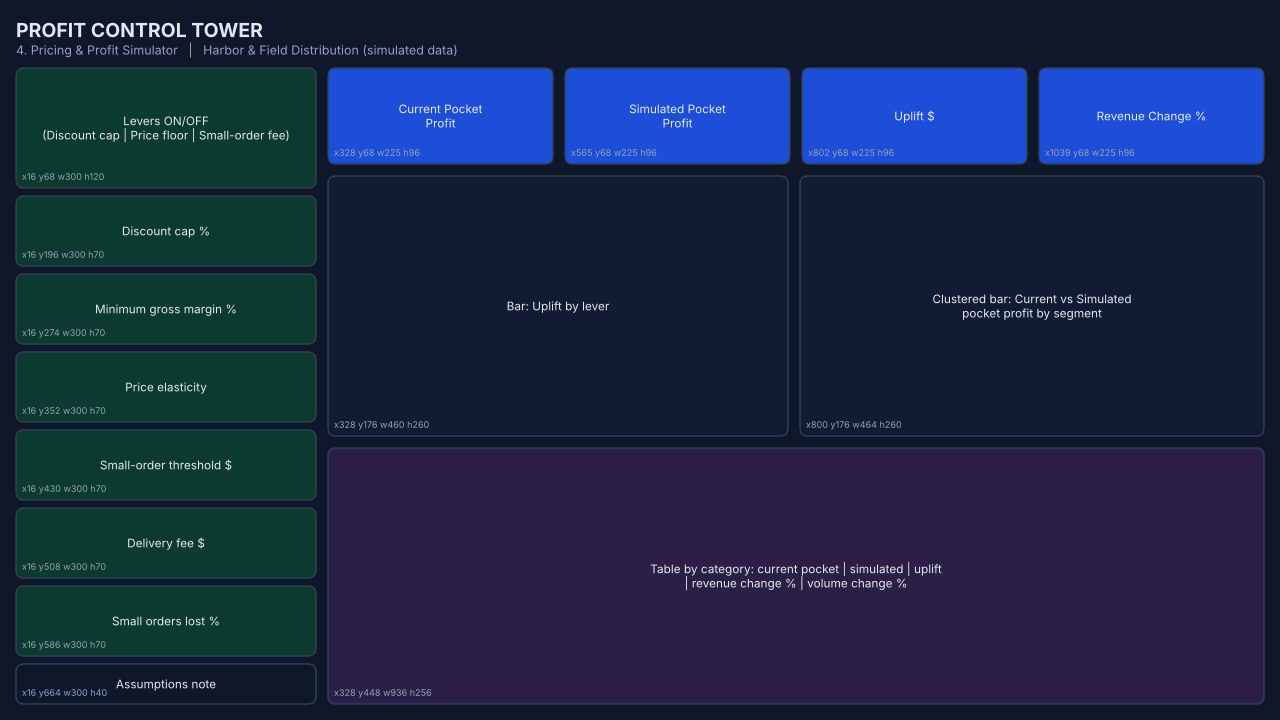 PROFIT CONTROL TOWER
4. Pricing & Profit Simulator | Harbor & Field Distribution (simulated data)
Levers ON/OFF
(Discount cap | Price floor | Small-order fee)
x16 y68 w300 h120
Discount cap %
x16 y196 w300 h70
Minimum gross margin %
x16 y274 w300 h70
Price elasticity
x16 y352 w300 h70
Small-order threshold $
x16 y430 w300 h70
Delivery fee $
x16 y508 w300 h70
Small orders lost %
x16 y586 w300 h70
Assumptions note
x16 y664 w300 h40
Current Pocket
Profit
x328 y68 w225 h96
Simulated Pocket
Profit
x565 y68 w225 h96
Uplift $
x802 y68 w225 h96
Revenue Change %
x1039 y68 w225 h96
Bar: Uplift by lever
x328 y176 w460 h260
Clustered bar: Current vs Simulated
pocket profit by segment
x800 y176 w464 h260
Table by category: current pocket | simulated | uplift
| revenue change % | volume change %
x328 y448 w936 h256